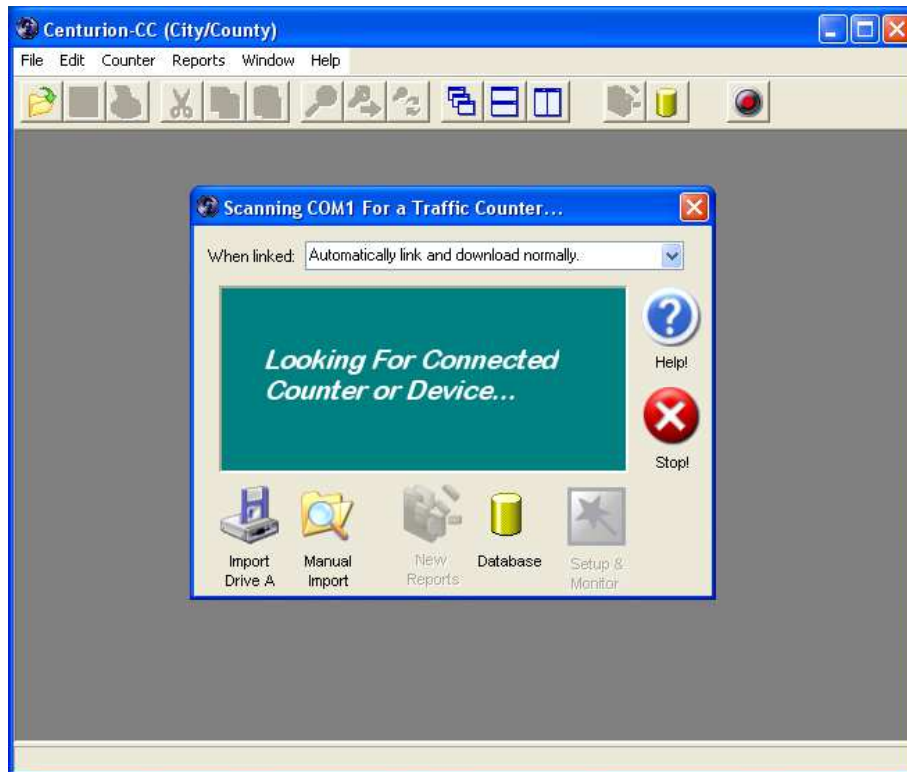 Centurion-CC (City/County)
File Edit Counter Reports Window Help
Scanning COM1 For a Traffic Counter...
When linked: Automatically link and download normally.
Looking For Connected
Counter or Device...
Help!
Stop!
Import Manual New Database Setup &
Drive A Import Reports Monitor